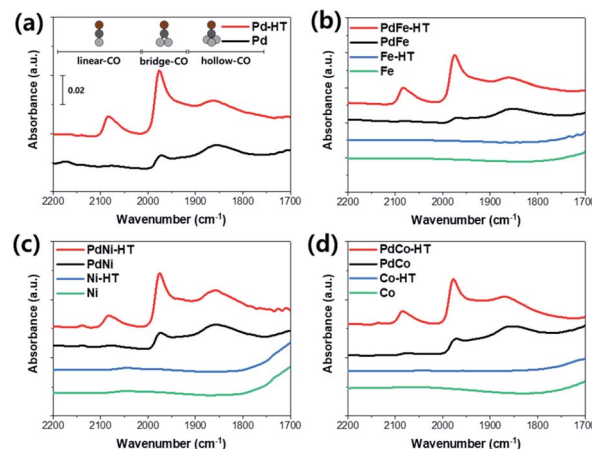 (a)
Pd-HT
Pd
linear-CO bridge-CO hollow-CO
0.02
Absorbance (a.u.)
2200 2100 2000 1900 1800 1700
Wavenumber (cm-1)
(b)
PdFe-HT
PdFe
Fe-HT
Fe
Absorbance (a.u.)
2200 2100 2000 1900 1800 1700
Wavenumber (cm-1)
(c)
PdNi-HT
PdNi
Ni-HT
Ni
Absorbance (a.u.)
2200 2100 2000 1900 1800 1700
Wavenumber (cm-1)
(d)
PdCo-HT
PdCo
Co-HT
Co
Absorbance (a.u.)
2200 2100 2000 1900 1800 1700
Wavenumber (cm-1)